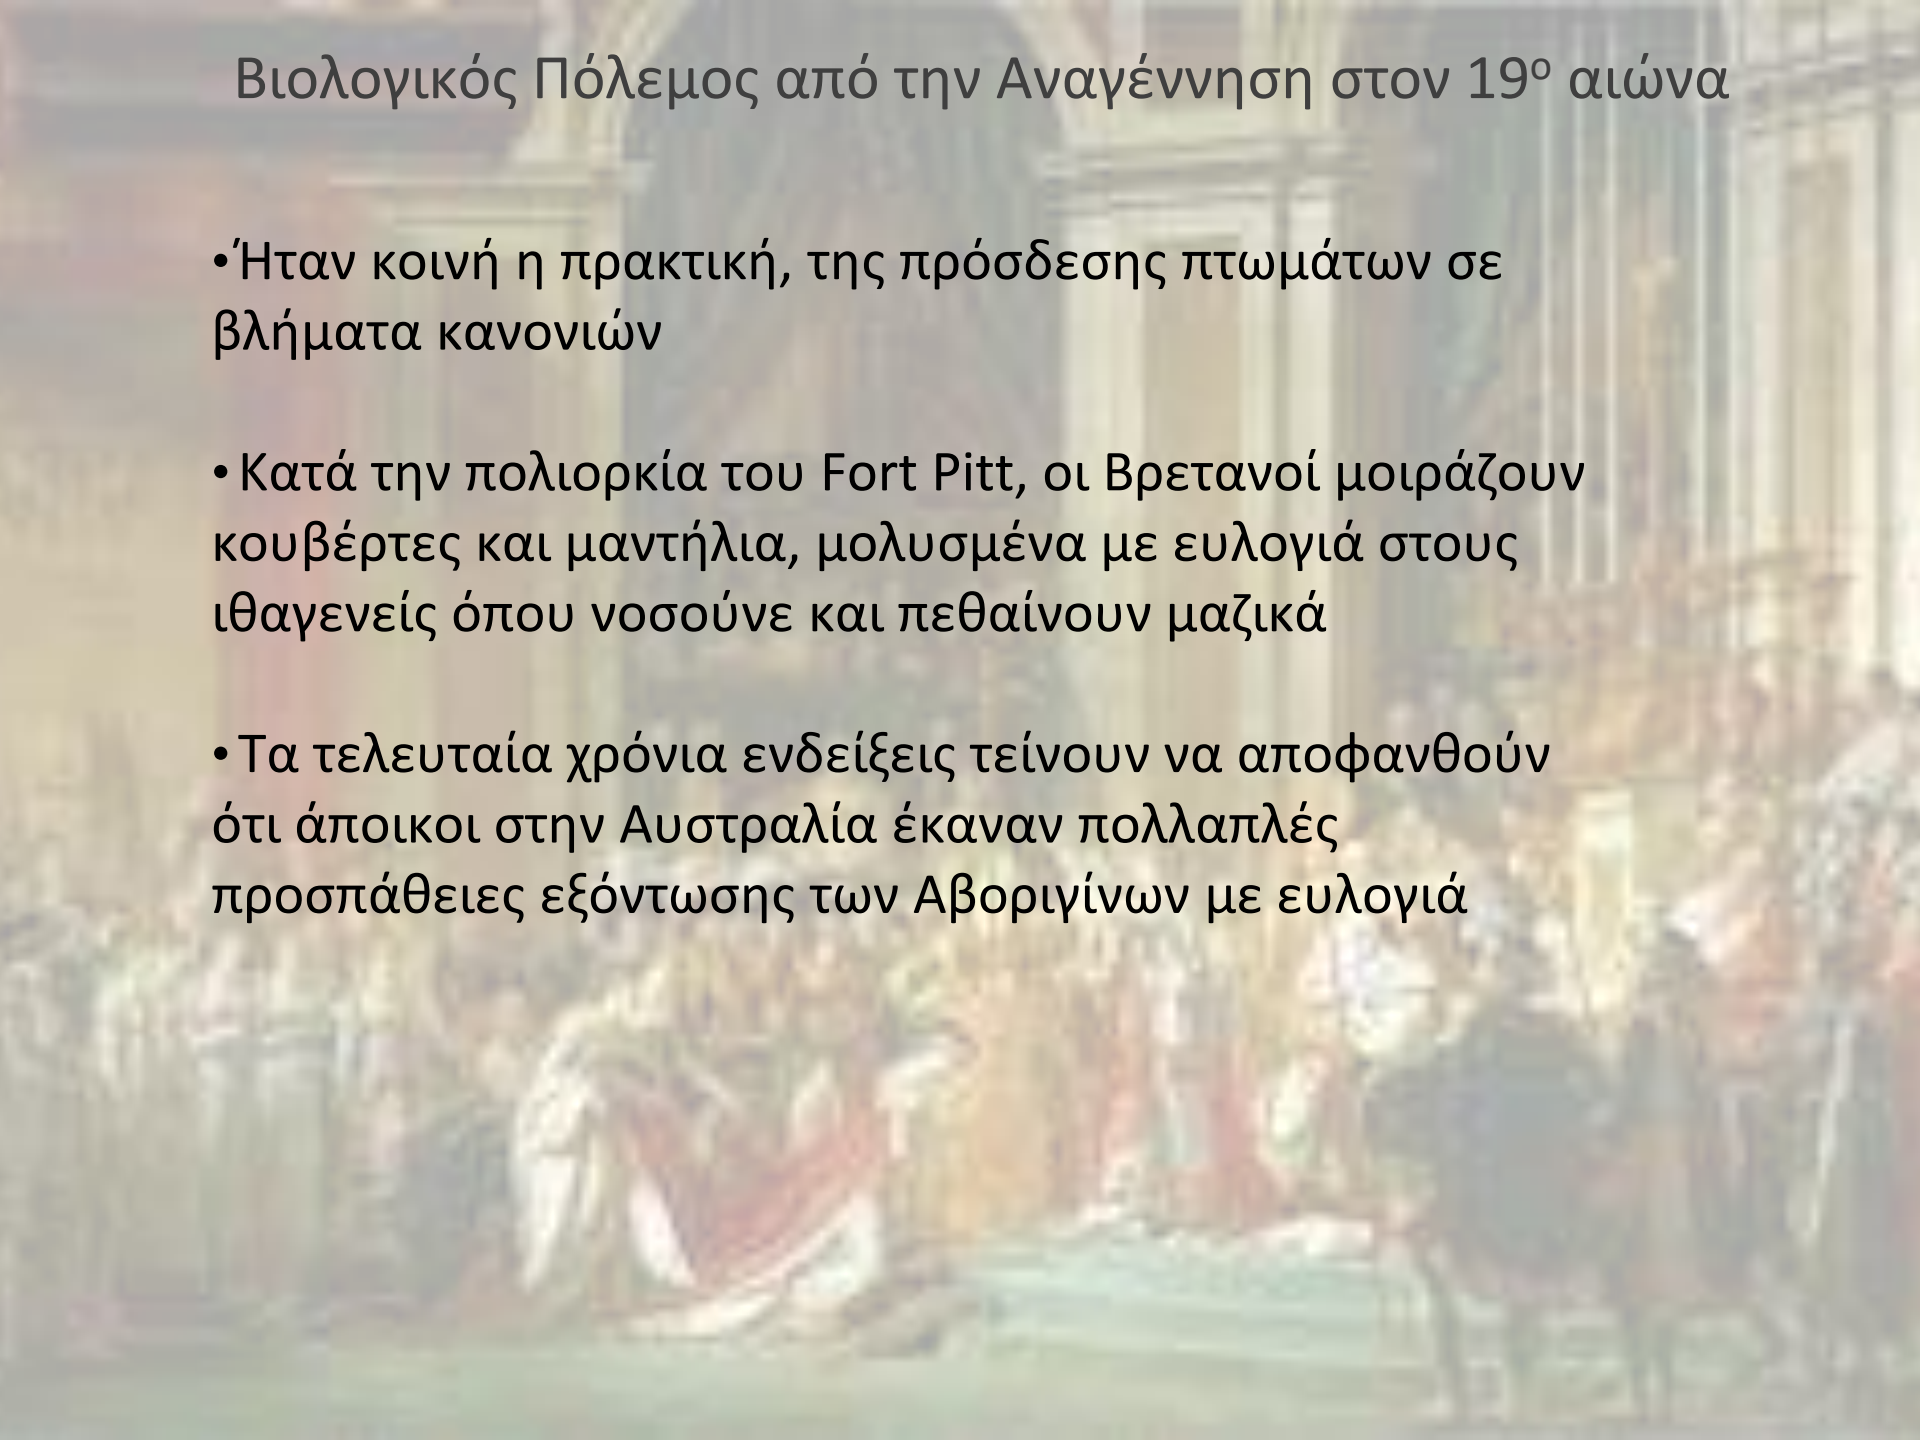 Βιολογικός Πόλεμος από την Αναγέννηση στον 19ο αιώνα
•Ήταν κοινή η πρακτική, της πρόσδεσης πτωμάτων σε
βλήματα κανονιών
• Κατά την πολιορκία του Fort Pitt, οι Βρετανοί μοιράζουν
κουβέρτες και μαντήλια, μολυσμένα με ευλογιά στους
ιθαγενείς όπου νοσούνε και πεθαίνουν μαζικά
• Τα τελευταία χρόνια ενδείξεις τείνουν να αποφανθούν
ότι άποικοι στην Αυστραλία έκαναν πολλαπλές
προσπάθειες εξόντωσης των Αβοριγίνων με ευλογιά